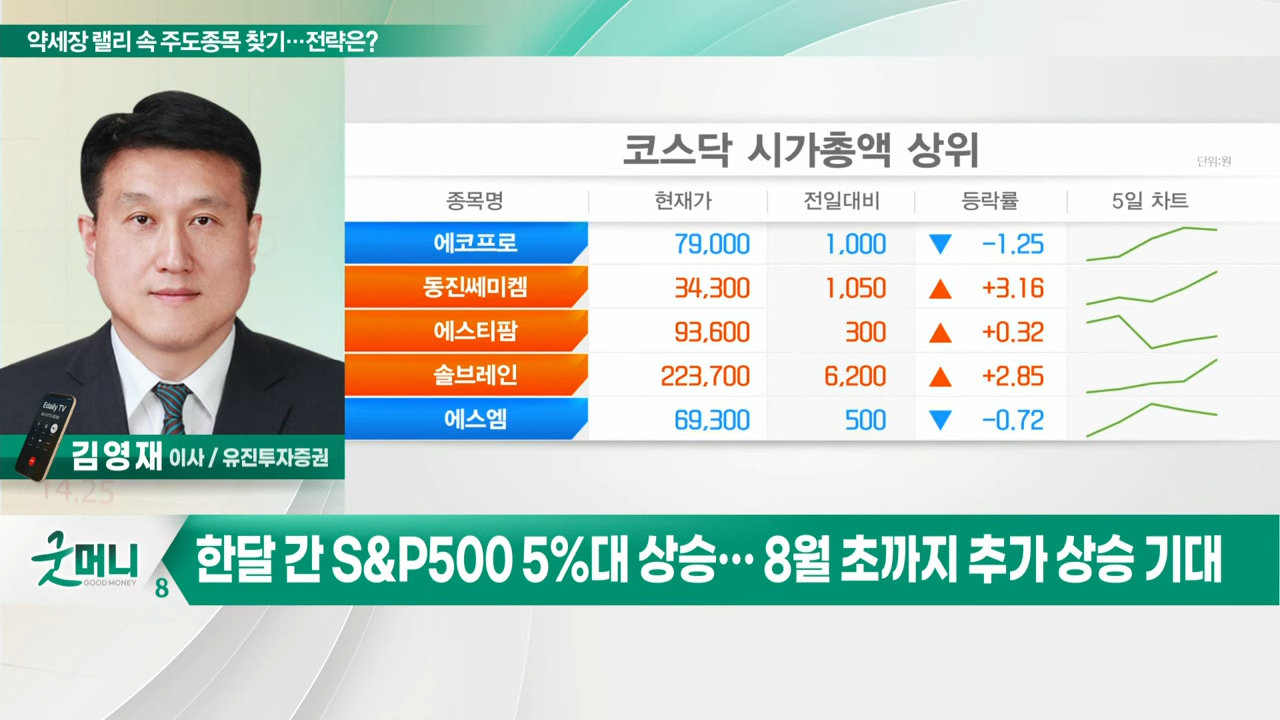 약세장 랠리 속 주도종목 찾기…전략은?
코스닥 시가총액 상위
단위:원
종목명 현재가 전일대비 등락률 5일 차트
에코프로 79,000 1,000 ▼ -1.25
동진쎄미켐 34,300 1,050 ▲ +3.16
에스티팜 93,600 300 ▲ +0.32
솔브레인 223,700 6,200 ▲ +2.85
에스엠 69,300 500 ▼ -0.72
Edaily TV
김영재 이사 / 유진투자증권
14.25
굿머니
GOOD MONEY
8
한달 간 S&P500 5%대 상승… 8월 초까지 추가 상승 기대